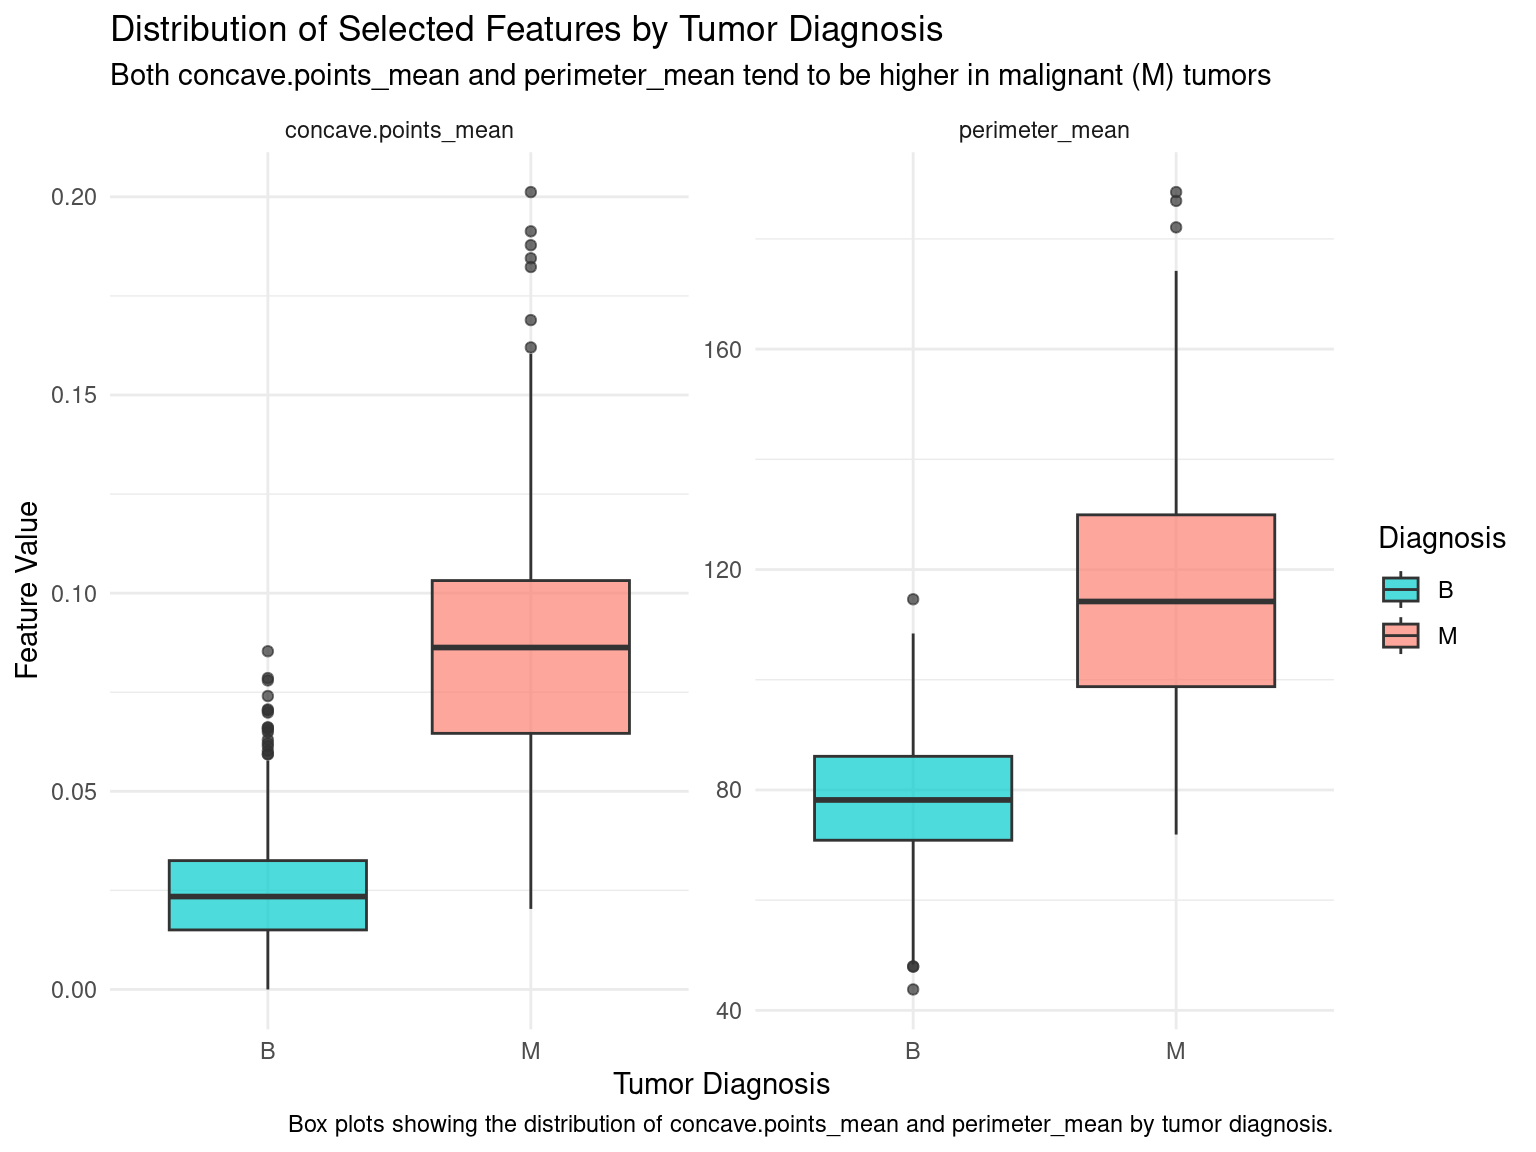 Distribution of Selected Features by Tumor Diagnosis
Both concave.points_mean and perimeter_mean tend to be higher in malignant (M) tumors
concave.points_mean
perimeter_mean
Feature Value
0.20
0.15
0.10
0.05
0.00
160
120
80
40
B
M
B
M
Tumor Diagnosis
Diagnosis
B
M
Box plots showing the distribution of concave.points_mean and perimeter_mean by tumor diagnosis.